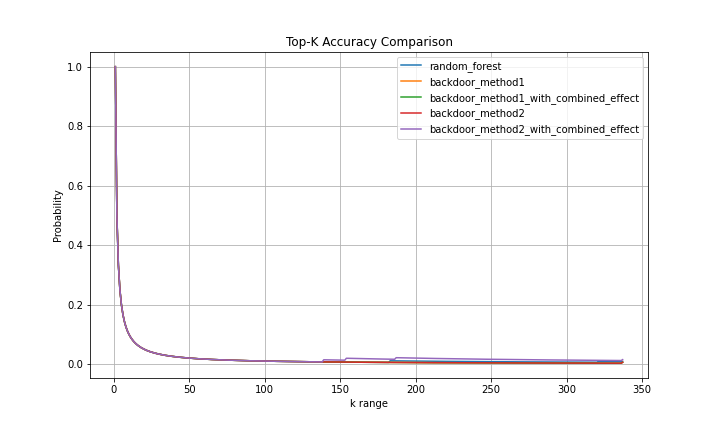 Top-K Accuracy Comparison
random_forest
backdoor_method1
backdoor_method1_with_combined_effect
backdoor_method2
backdoor_method2_with_combined_effect
1.0
0.8
0.6
0.4
0.2
0.0
Probability
0 50 100 150 200 250 300 350
k range